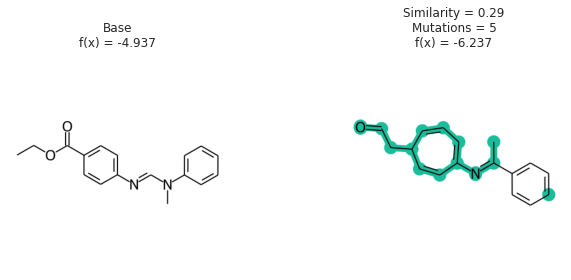 Base
f(x) = -4.937
Similarity = 0.29
Mutations = 5
f(x) = -6.237
O
O
N
N
O
N